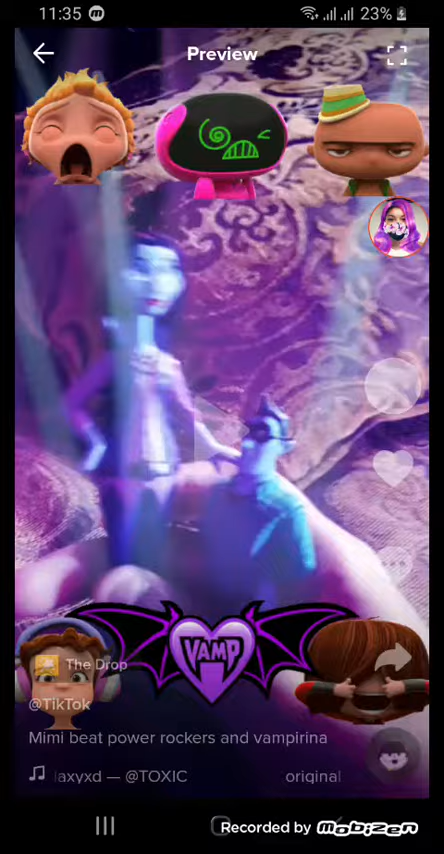 11:35
23%
Preview
VAMP
The Drop
@TikTok
Mimi beat power rockers and vampirina
laxyxd — @TOXIC original
Recorded by mobizen